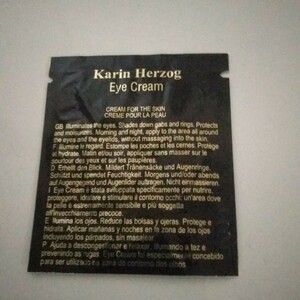 Karin Herzog
Eye Cream
CREAM FOR THE SKIN
CREME POUR LA PEAU
GB Illuminates the eyes. Shades down bags and rings. Protects
and moisturizes. Morning and night, apply to the area all around
the eyes and the eyelids, without massaging into the skin.
F Illumine le regard. Estompe les poches et les cernes. Protège
et hydrate. Matin et/ou soir, appliquer sans masser sur le
pourtour des yeux et sur les paupières.
D Erhellt den Blick. Mildert Tränensäcke und Augenringe.
Schützt und spendet Feuchtigkeit. Morgens und/oder abends
auf Augengegend und Augenlider auftragen. Nicht einmassieren.
I Eye Cream è stata sviluppata specificamente per nutrire,
proteggere, idratare e stimolare il contorno occhi; un'area dove
la pelle è estremamente sensibile e più soggetta
all'invecchiamento precoce.
E Ilumina los ojos. Reduce las bolsas y ojeras. Protege e
hidrata. Aplicar mañanas y noches en la zona de los ojos
incluyendo los párpados, sin masajear.
P Ajuda a descongestionar e relaxar, iluminando a tez e
prevenindo as rugas. Eye Cream foi especialmente concebido
para ser utilizado na zona do contorno dos olhos